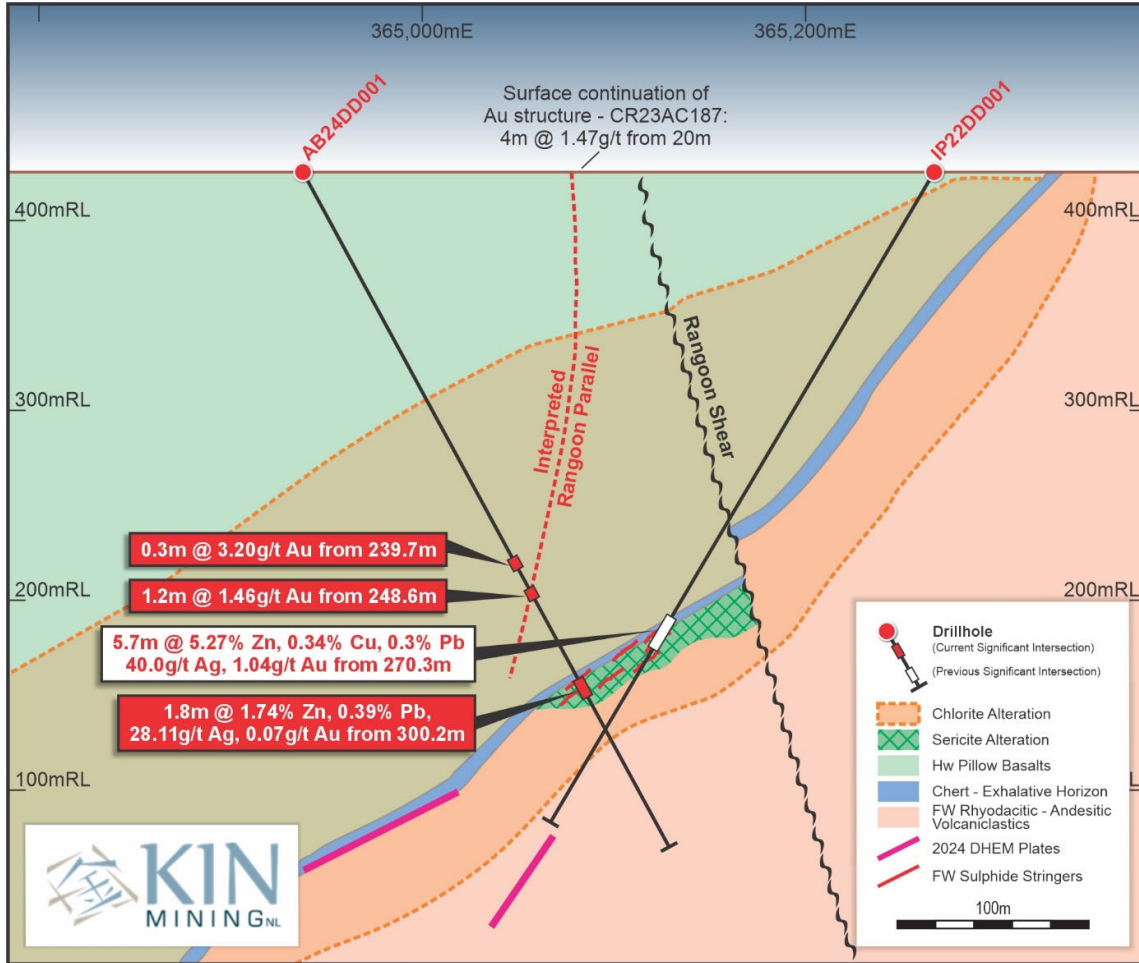 365,000mE
365,200mE
Surface continuation of
Au structure - CR23AC187:
4m @ 1.47g/t from 20m
AB24DD001
IP22DD001
400mRL
400mRL
300mRL
300mRL
200mRL
200mRL
100mRL
Interpreted
Rangoon Parallel
Rangoon Shear
0.3m @ 3.20g/t Au from 239.7m
1.2m @ 1.46g/t Au from 248.6m
5.7m @ 5.27% Zn, 0.34% Cu, 0.3% Pb
40.0g/t Ag, 1.04g/t Au from 270.3m
1.8m @ 1.74% Zn, 0.39% Pb,
28.11g/t Ag, 0.07g/t Au from 300.2m
Drillhole
(Current Significant Intersection)
(Previous Significant Intersection)
Chlorite Alteration
Sericite Alteration
Hw Pillow Basalts
Chert - Exhalative Horizon
FW Rhyodacitic - Andesitic
Volcaniclastics
2024 DHEM Plates
FW Sulphide Stringers
100m
KIN
MINING NL